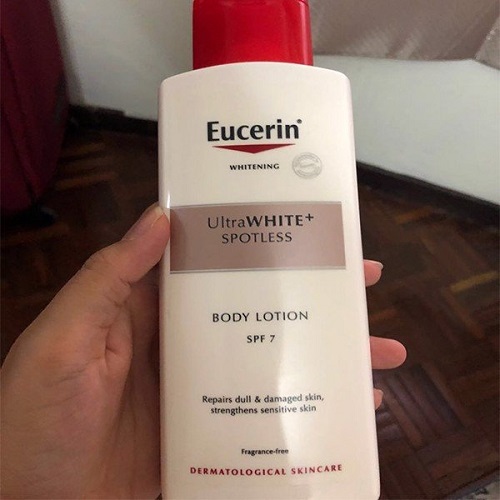 Eucerin®
WHITENING
UltraWHITE+
SPOTLESS
BODY LOTION
SPF 7
Repairs dull & damaged skin,
strengthens sensitive skin
Fragrance-free
DERMATOLOGICAL SKINCARE